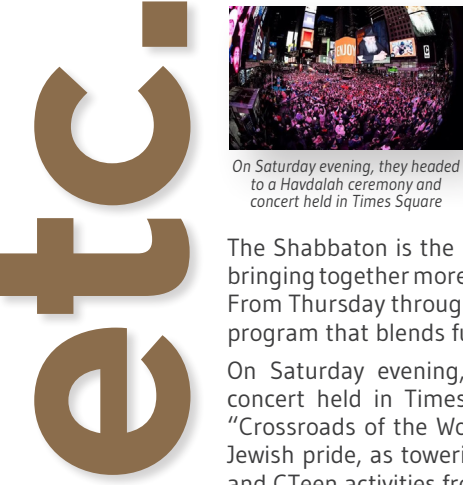 etc.
ENJOY
On Saturday evening, they headed
to a Havdalah ceremony and
concert held in Times Square
The Shabbaton is the
bringing together more
From Thursday throug
program that blends fu
On Saturday evening,
concert held in Times
“Crossroads of the Wo
Jewish pride, as toweri
and CTeen activities fro